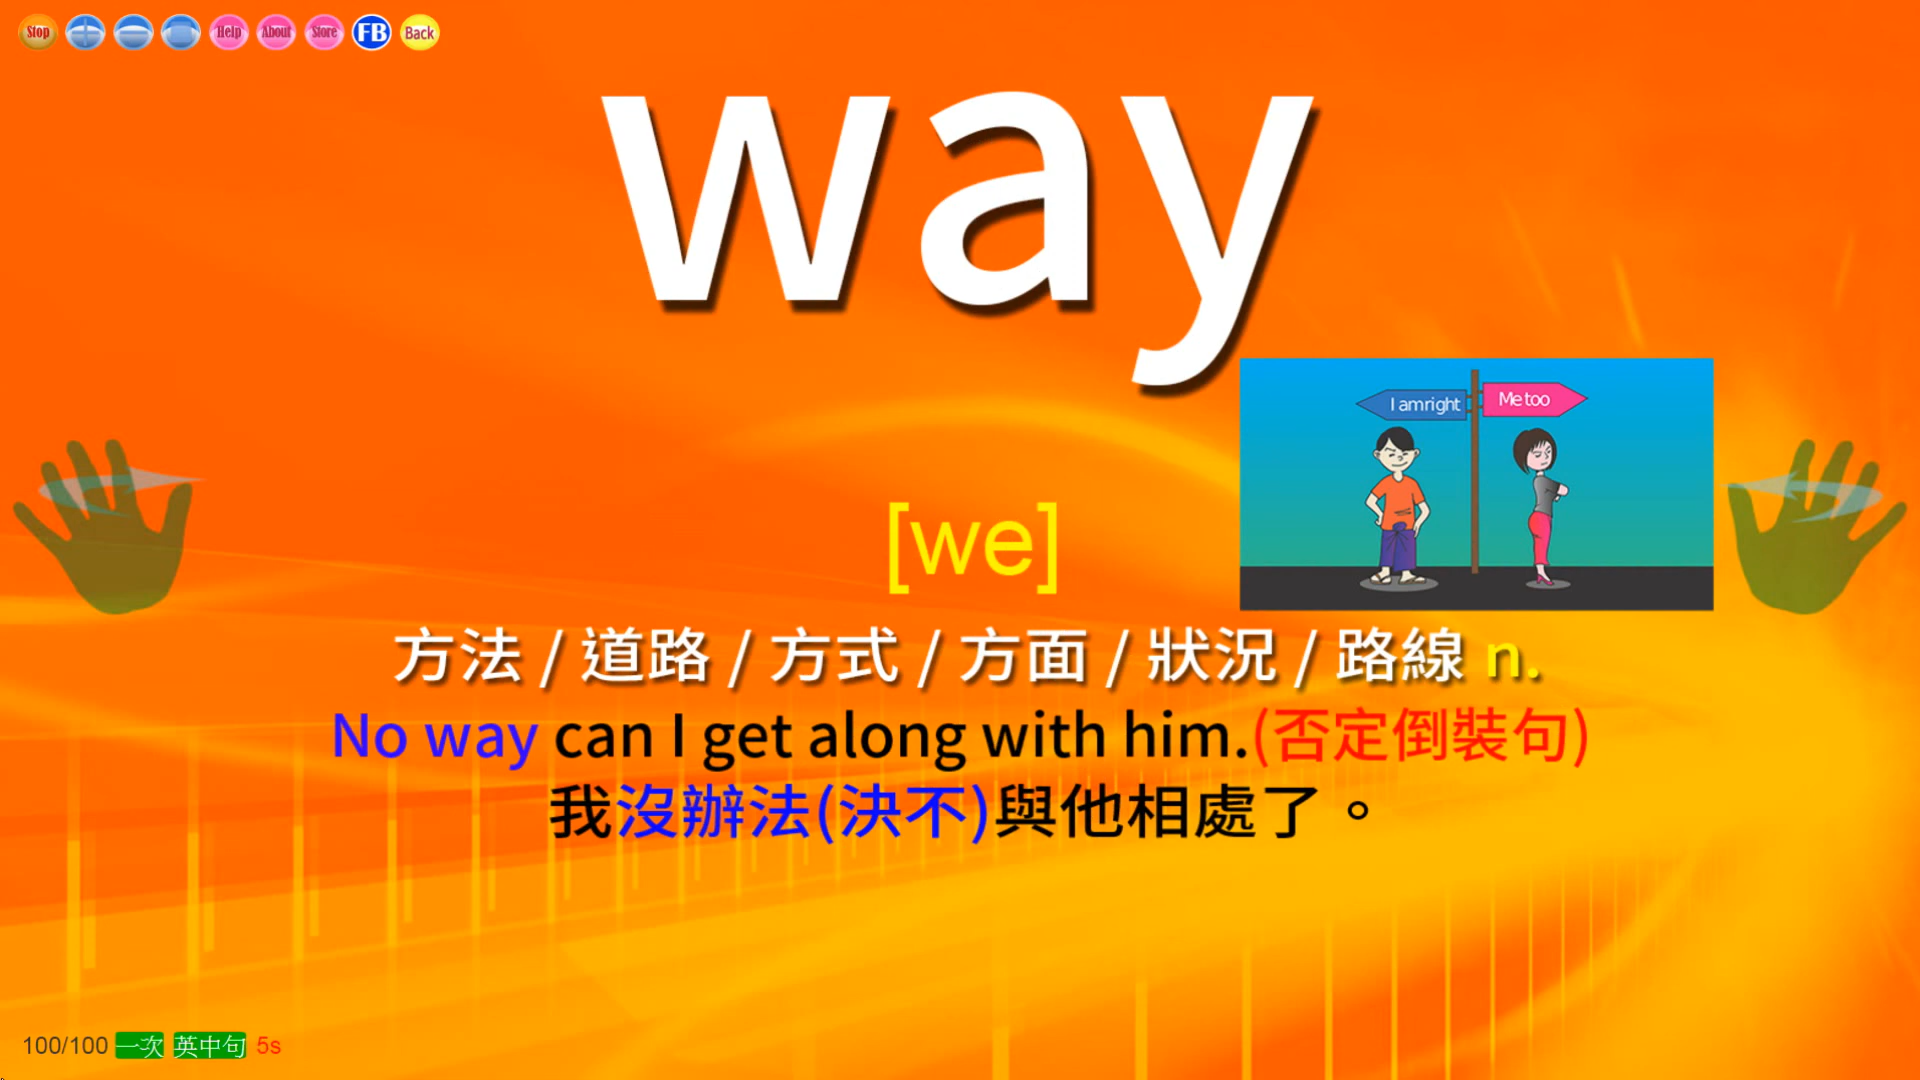 Stop Help About Store FB Back
way
I am right Me too
[we]
方法 / 道路 / 方式 / 方面 / 狀況 / 路線 n.
No way can I get along with him.(否定倒裝句)
我沒辦法(決不)與他相處了。
100/100 一次 英中句 5s